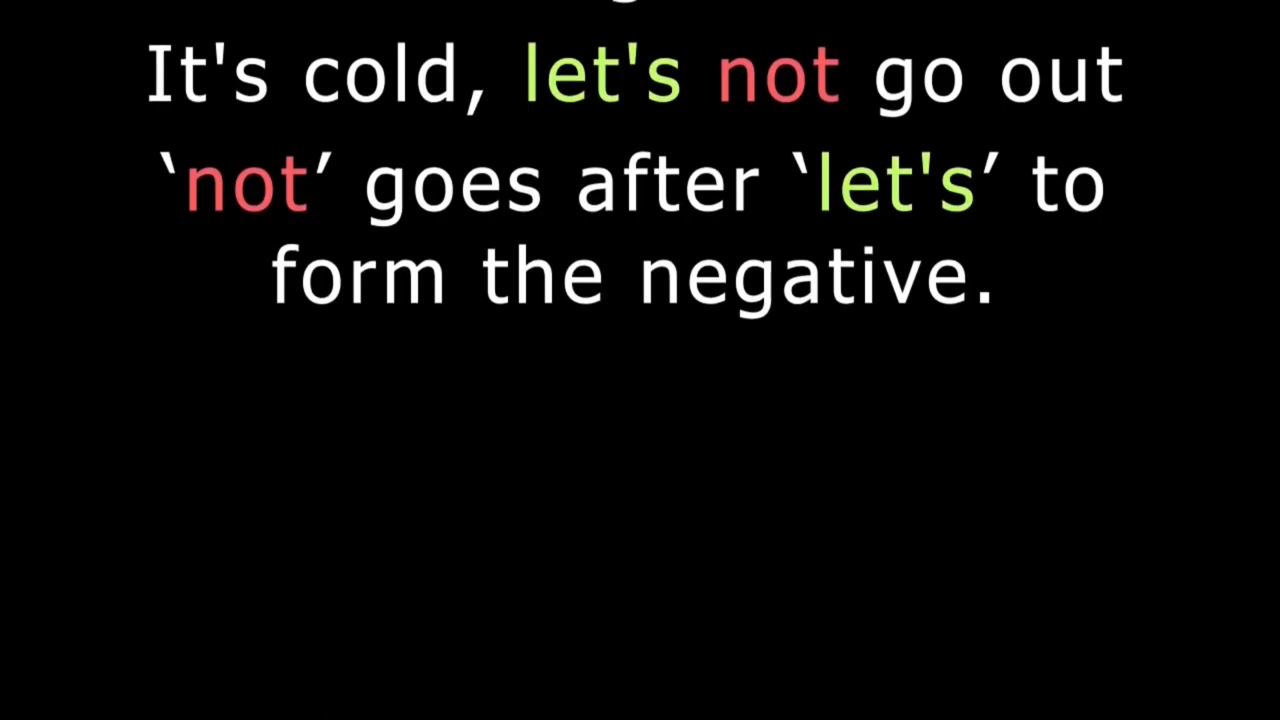 It's cold, let's not go out
‘not’ goes after ‘let's’ to
form the negative.